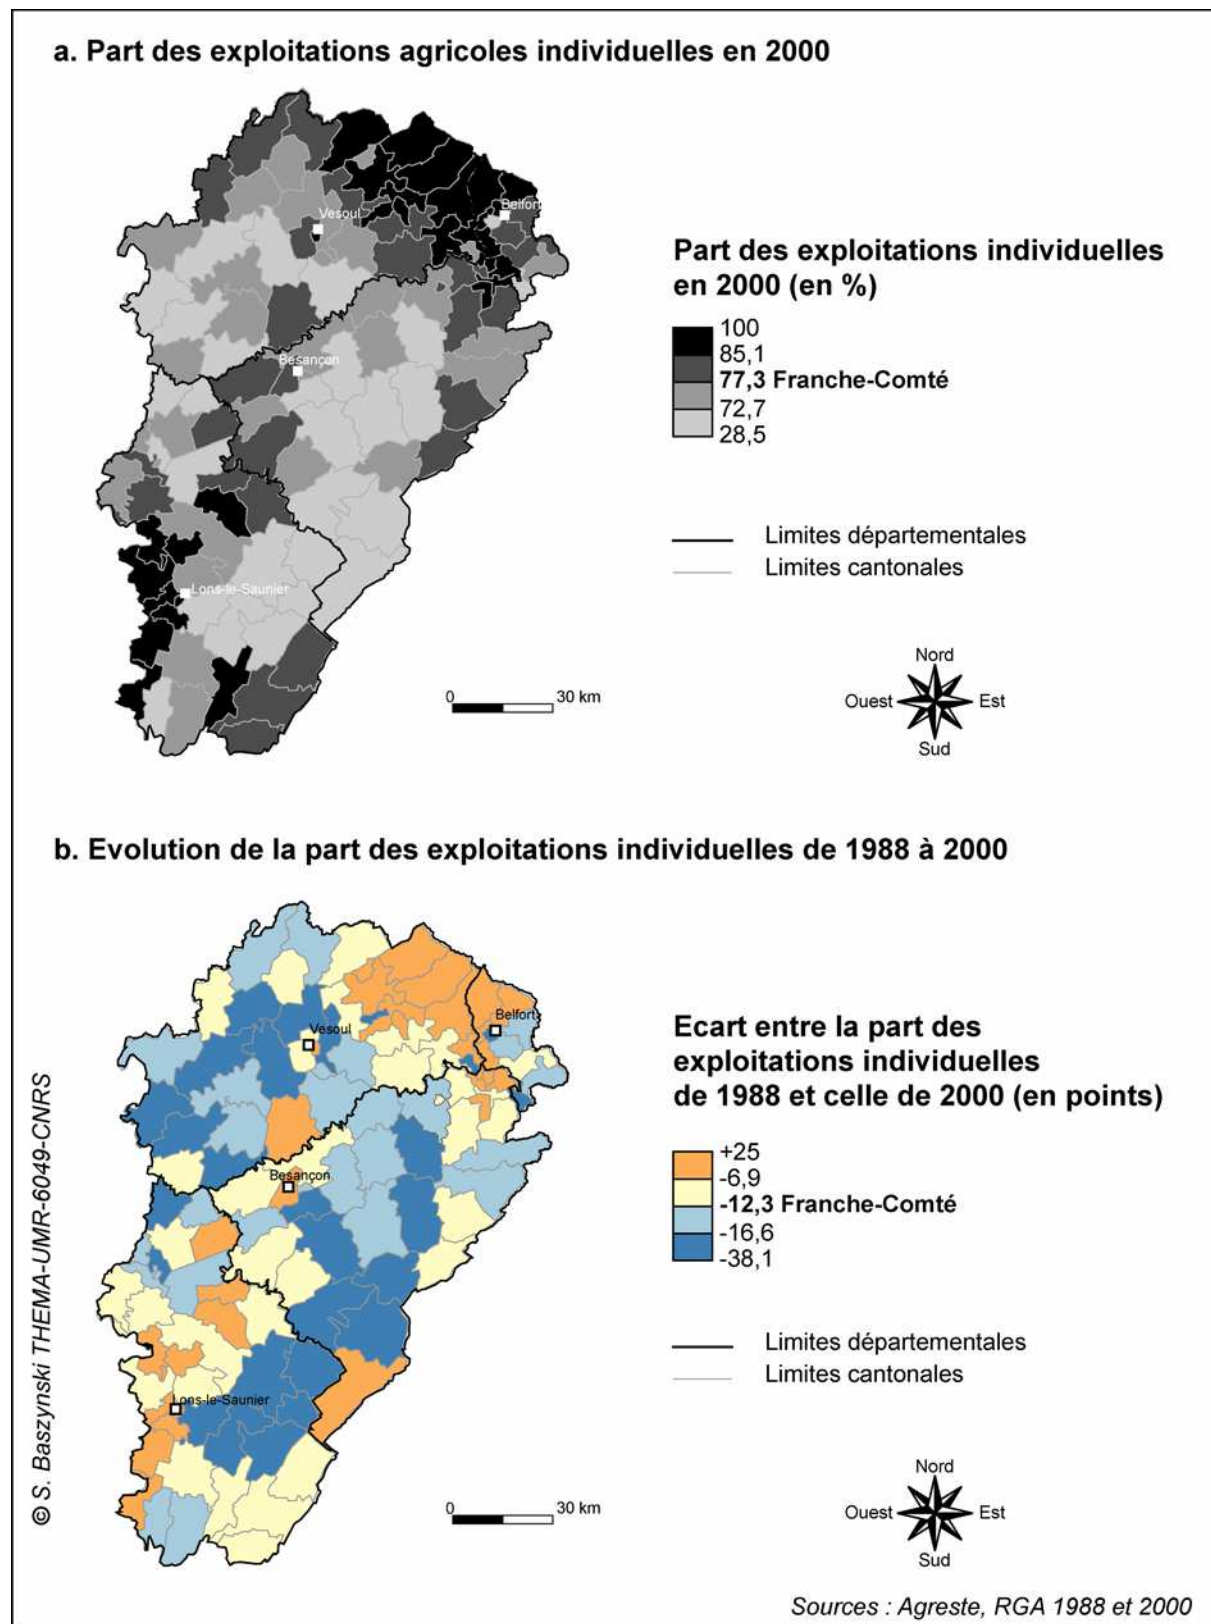 a. Part des exploitations agricoles individuelles en 2000
Vesoul
Belfort
Besançon
Lons-le-Saunier
Part des exploitations individuelles
en 2000 (en %)
100
85,1
77,3 Franche-Comté
72,7
28,5
Limites départementales
Limites cantonales
0 30 km
Nord
Ouest Est
Sud
b. Evolution de la part des exploitations individuelles de 1988 à 2000
Vesoul
Belfort
Besançon
Lons-le-Saunier
Ecart entre la part des
exploitations individuelles
de 1988 et celle de 2000 (en points)
+25
-6,9
-12,3 Franche-Comté
-16,6
-38,1
Limites départementales
Limites cantonales
0 30 km
Nord
Ouest Est
Sud
© S. Baszynski THEMA-UMR-6049-CNRS
Sources : Agreste, RGA 1988 et 2000